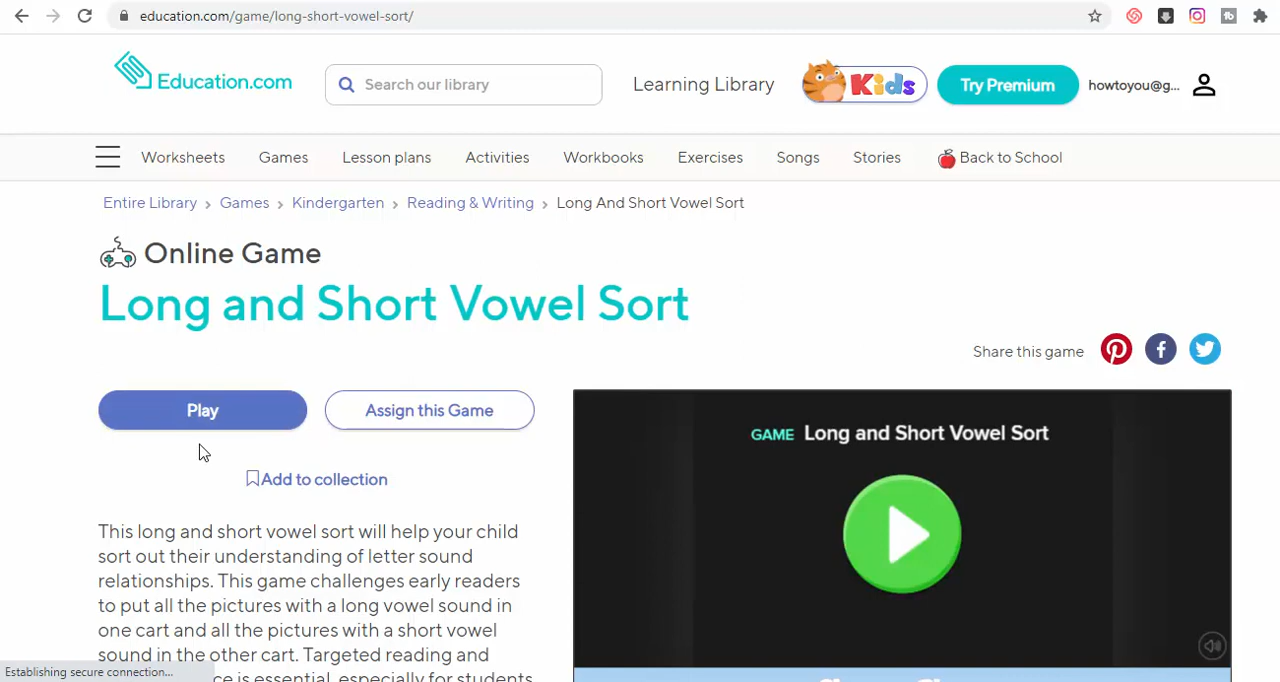 education.com/game/long-short-vowel-sort/
Education.com
Search our library
Learning Library
Kids
Try Premium
howtoyou@g...
Worksheets Games Lesson plans Activities Workbooks Exercises Songs Stories Back to School
Entire Library › Games › Kindergarten › Reading & Writing › Long And Short Vowel Sort
Online Game
Long and Short Vowel Sort
Share this game
Play
Assign this Game
Add to collection
This long and short vowel sort will help your child
sort out their understanding of letter sound
relationships. This game challenges early readers
to put all the pictures with a long vowel sound in
one cart and all the pictures with a short vowel
sound in the other cart. Targeted reading and
ce is essential, especially for students
GAME Long and Short Vowel Sort
Establishing secure connection...